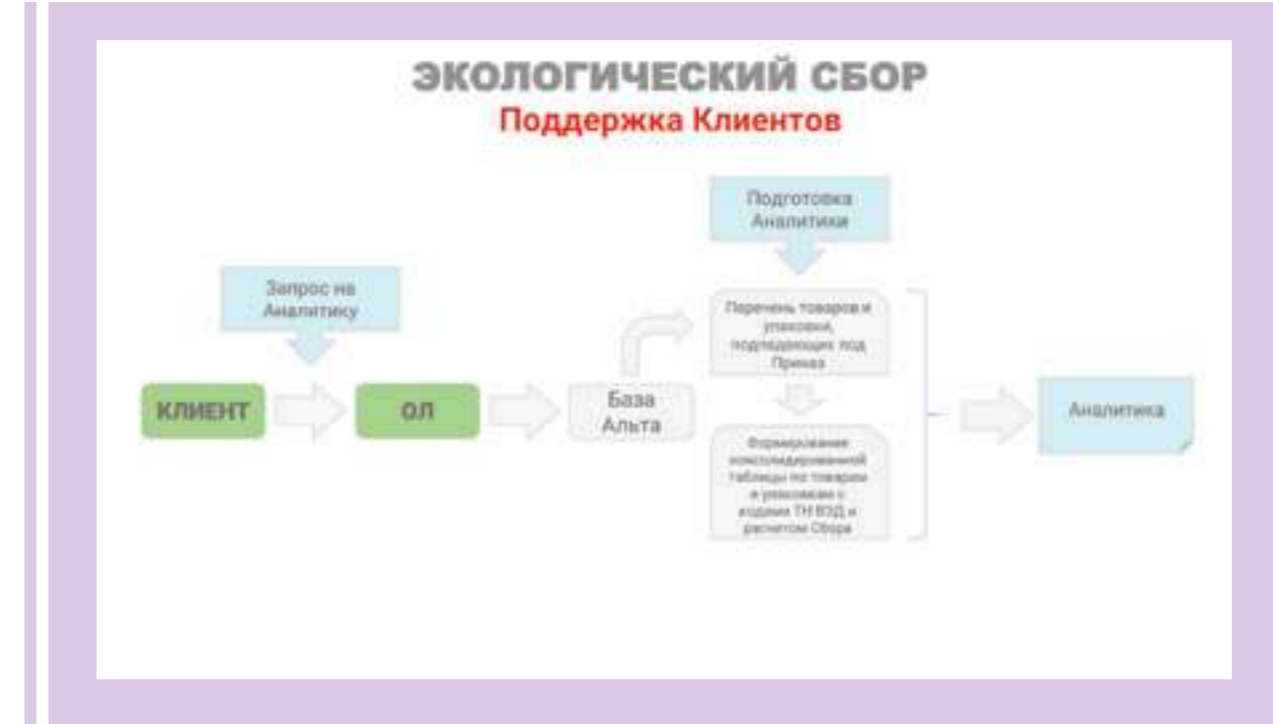 ЭКОЛОГИЧЕСКИЙ СБОР
Поддержка Клиентов
Подготовка
Аналитики
Запрос на
Аналитику
Перечень товаров и
упаковки,
подпадающих под
Приказ
КЛИЕНТ
ОЛ
База
Альта
Аналитика
Формирование
консолидированной
таблицы по товарам
и упаковкам с
кодами ТН ВЭД и
расчетом Сбора